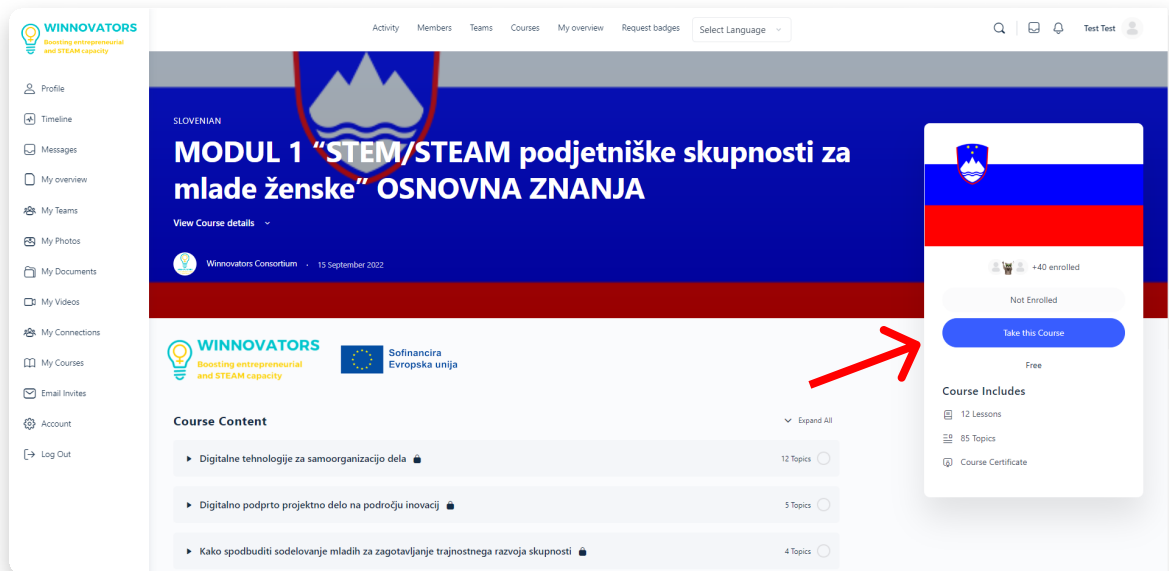 WINNOVATORS
Boosting entrepreneurial
and STEAM capacity
Activity Members Teams Courses My overview Request badges Select Language
Test Test
Profile
Timeline
Messages
My overview
My Teams
My Photos
My Documents
My Videos
My Connections
My Courses
Email Invites
Account
Log Out
SLOVENIAN
MODUL 1 “STEM/STEAM podjetniške skupnosti za
mlade ženske” OSNOVNA ZNANJA
View Course details
Winnovators Consortium · 15 September 2022
+40 enrolled
Not Enrolled
Take this Course
Free
Course Includes
12 Lessons
85 Topics
Course Certificate
WINNOVATORS
Boosting entrepreneurial
and STEAM capacity
Sofinancira
Evropska unija
Course Content
Expand All
Digitalne tehnologije za samoorganizacijo dela 12 Topics
Digitalno podprto projektno delo na področju inovacij 5 Topics
Kako spodbuditi sodelovanje mladih za zagotavljanje trajnostnega razvoja skupnosti 4 Topics